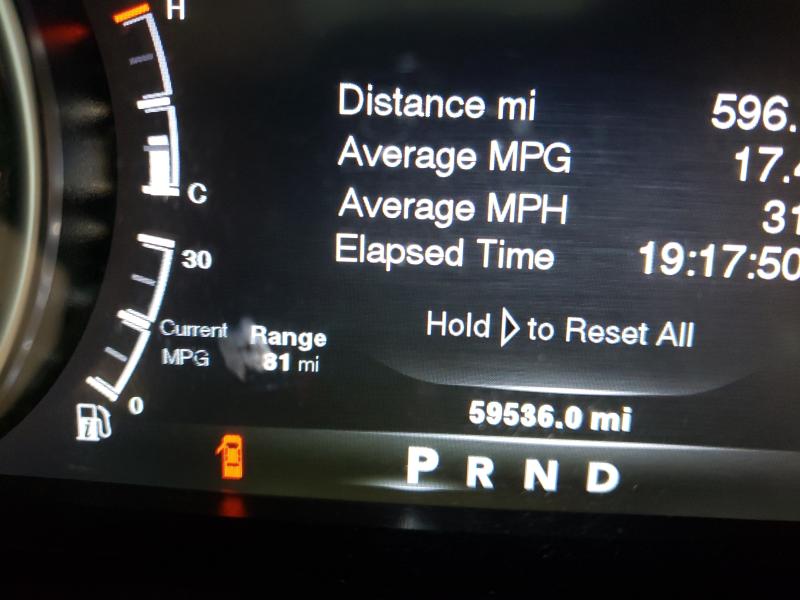 H
Distance mi 596.
Average MPG 17.4
Average MPH 31
Elapsed Time 19:17:50
C
30
Current MPG
Range
81 mi
Hold ▷ to Reset All
0
59536.0 mi
P R N D